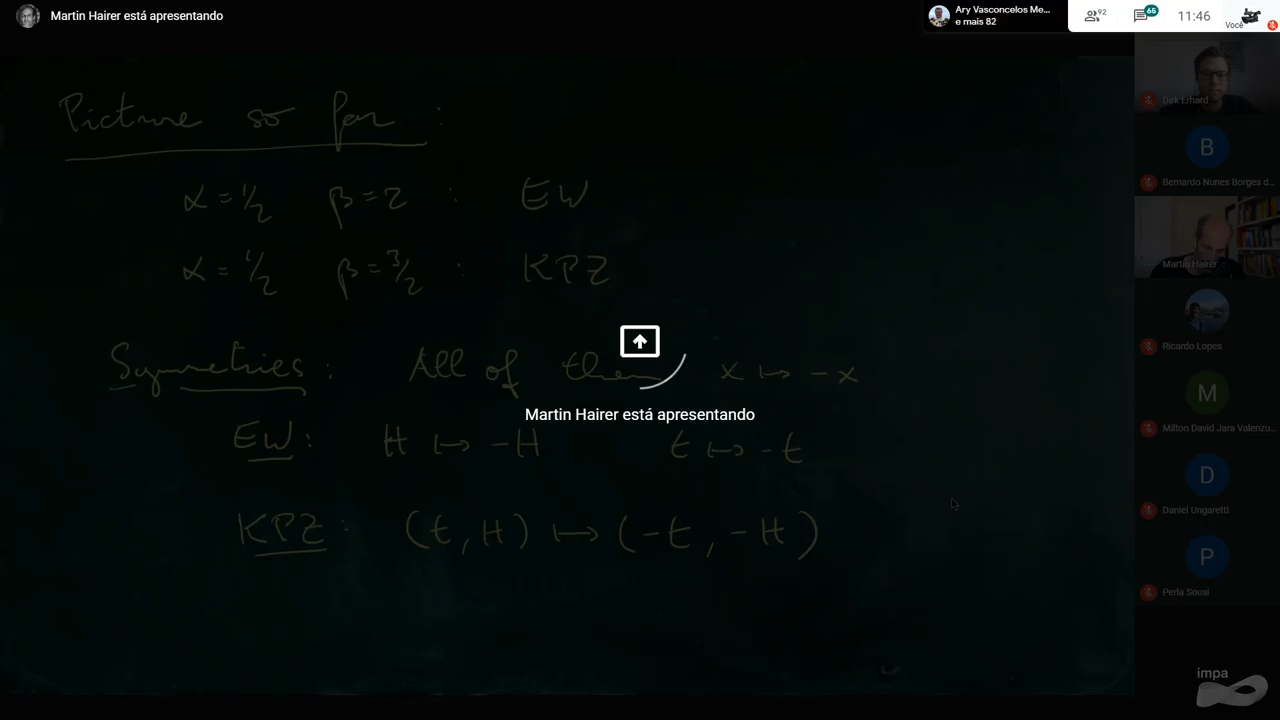 Martin Hairer está apresentando
Ary Vasconcelos Me...
e mais 82
92
65
11:46
Você
Picture so far :
α = 1/2 β = 2 : EW
α = 1/2 β = 3/2 : KPZ
Martin Hairer está apresentando
Symmetries : All of them x ↦ -x
EW : H ↦ -H t ↦ -t
KPZ : (t, H) ↦ (-t, -H)
Dirk Erhard
B
Bernardo Nunes Borges d...
Martin Hairer
Ricardo Lopes
M
Milton David Jara Valenzu...
D
Daniel Ungaretti
P
Perla Sousi
impa